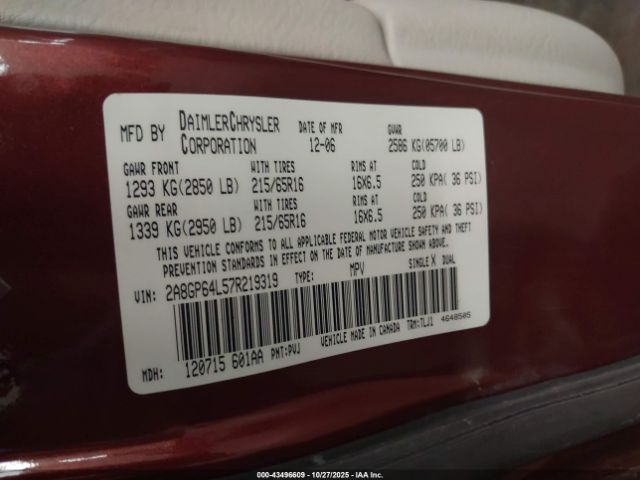 MFD BY DAIMLERCHRYSLER CORPORATION DATE OF MFR 12-06 GVWR 2586 KG(05700 LB)
GAWR FRONT WITH TIRES RIMS AT COLD
1293 KG(2850 LB) 215/65R16 16X6.5 250 KPA( 36 PSI)
GAWR REAR WITH TIRES RIMS AT COLD
1339 KG(2950 LB) 215/65R16 16X6.5 250 KPA( 36 PSI)
THIS VEHICLE CONFORMS TO ALL APPLICABLE FEDERAL MOTOR VEHICLE SAFETY AND THEFT
PREVENTION STANDARDS IN EFFECT ON THE DATE OF MANUFACTURE SHOWN ABOVE.
VIN: 2A8GP64L57R219319 TYPE: MPV SINGLE X DUAL
MDH: 120715 601AA PNT:PVJ VEHICLE MADE IN CANADA TRM:TLJ1 4648505
00-43496609 - 10/27/2025 - IAA Inc.